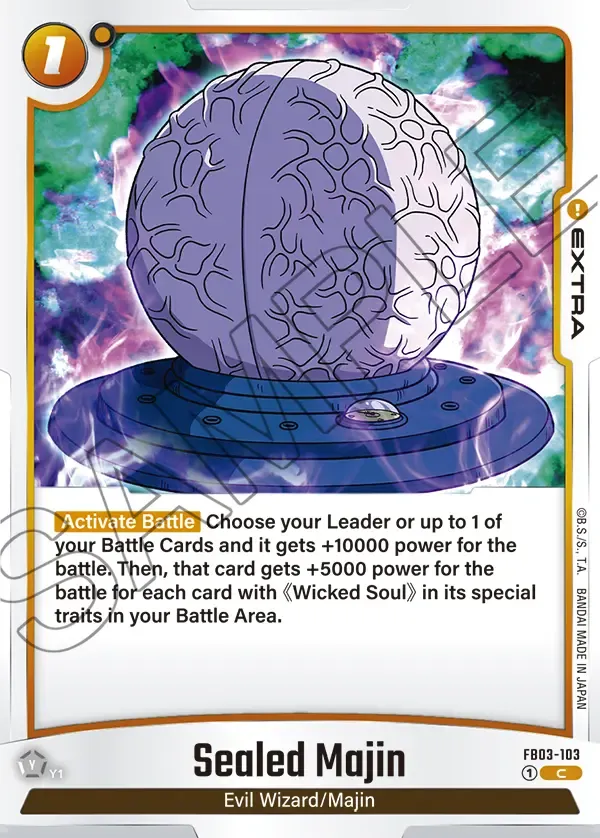 1
! EXTRA
Activate Battle Choose your Leader or up to 1 of
your Battle Cards and it gets +10000 power for the
battle. Then, that card gets +5000 power for the
battle for each card with 《Wicked Soul》 in its special
traits in your Battle Area.
©B.S./S., T.A. BANDAI MADE IN JAPAN
SAMPLE
Y Y1
Sealed Majin
FB03-103
1 C
Evil Wizard/Majin